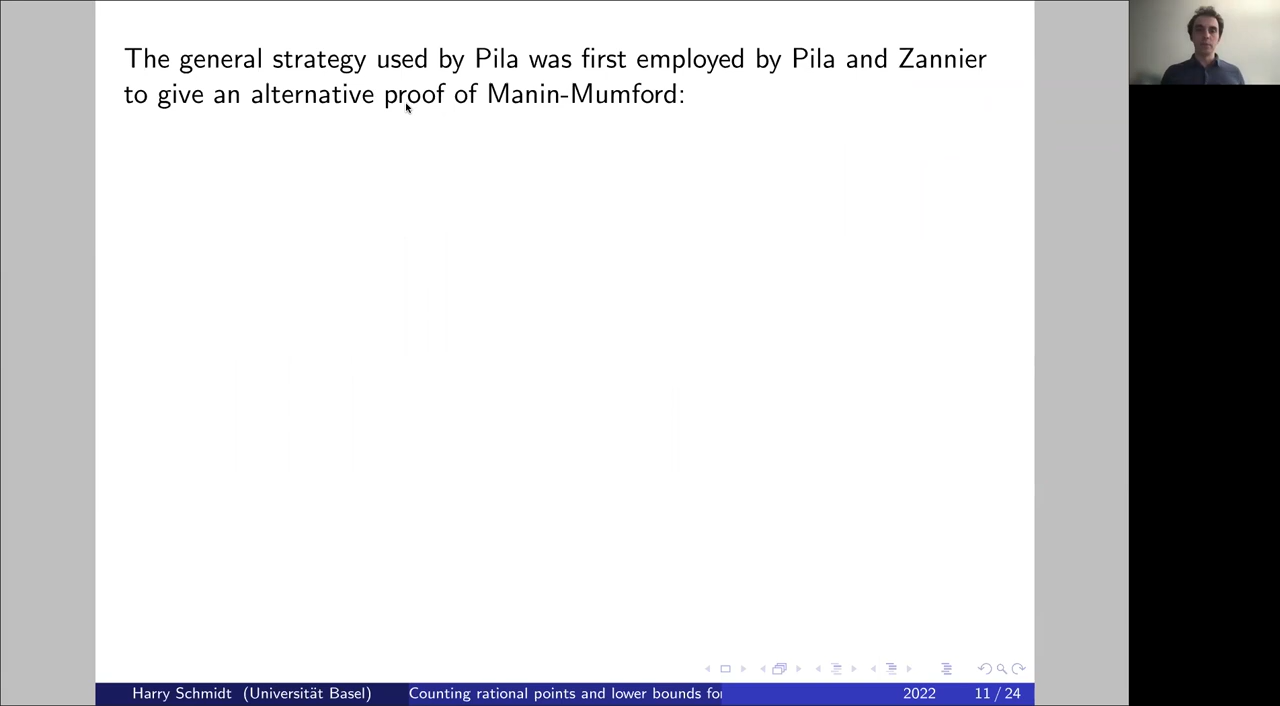 The general strategy used by Pila was first employed by Pila and Zannier
to give an alternative proof of Manin-Mumford:
Harry Schmidt (Universität Basel) Counting rational points and lower bounds for 2022 11 / 24